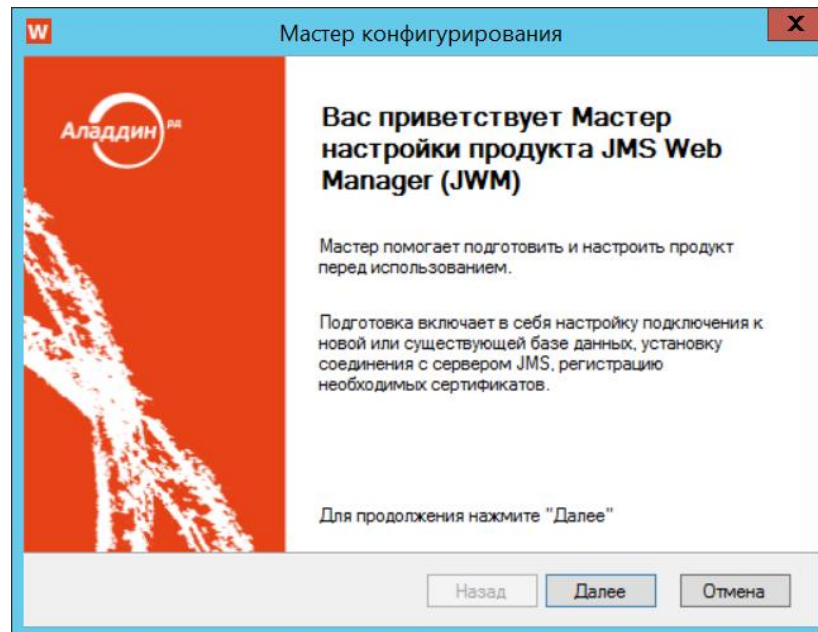 W
Мастер конфигурирования
X
Аладдин РД
Вас приветствует Мастер
настройки продукта JMS Web
Manager (JWM)
Мастер помогает подготовить и настроить продукт
перед использованием.
Подготовка включает в себя настройку подключения к
новой или существующей базе данных, установку
соединения с сервером JMS, регистрацию
необходимых сертификатов.
Для продолжения нажмите "Далее"
Назад
Далее
Отмена